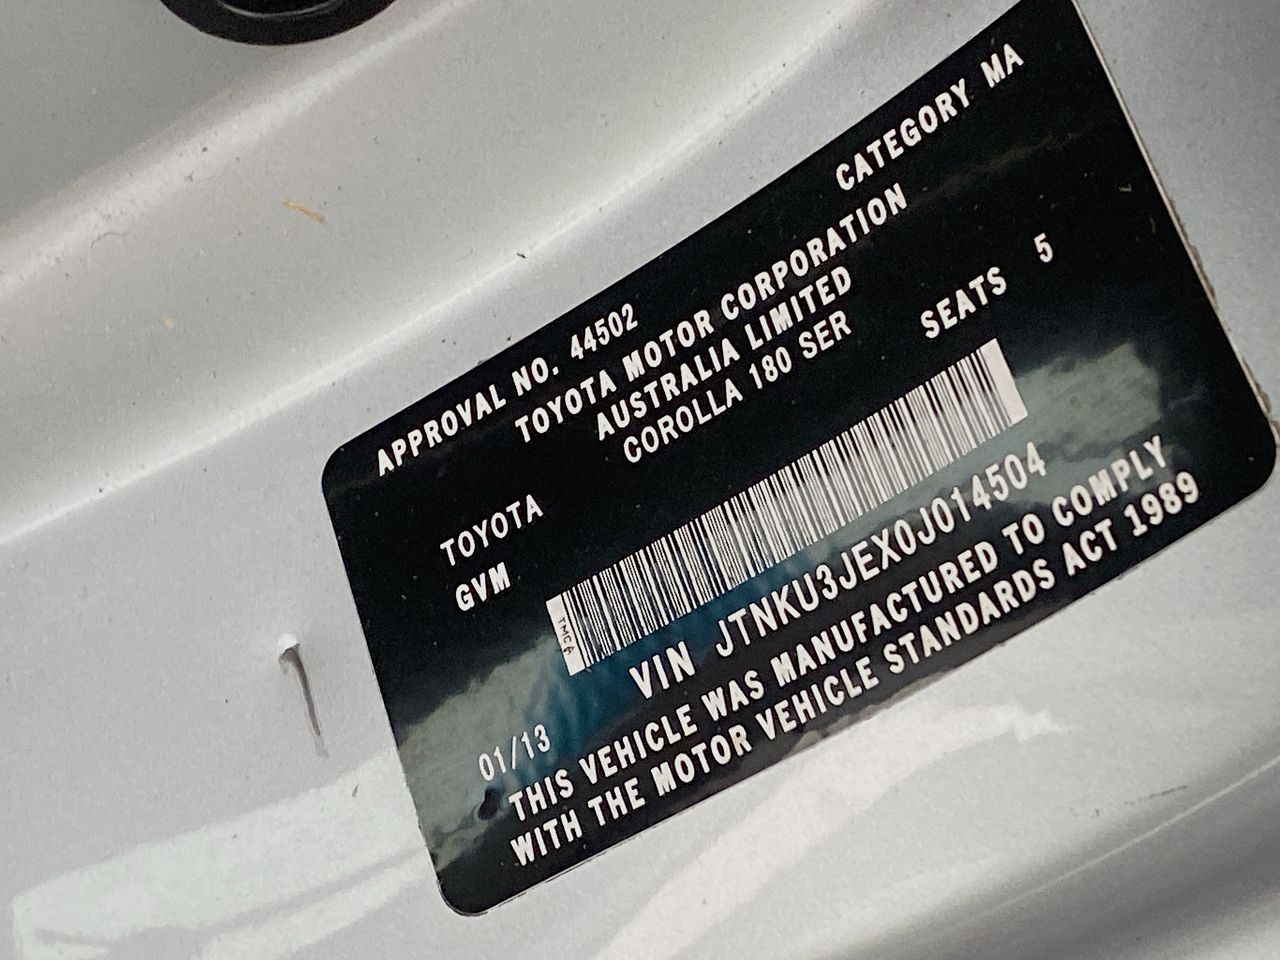 APPROVAL NO. 44502 CATEGORY MA
TOYOTA MOTOR CORPORATION
AUSTRALIA LIMITED
TOYOTA COROLLA 180 SER
GVM SEATS 5
TMCA
VIN JTNKU3JEX0J014504
01/13
THIS VEHICLE WAS MANUFACTURED TO COMPLY
WITH THE MOTOR VEHICLE STANDARDS ACT 1989